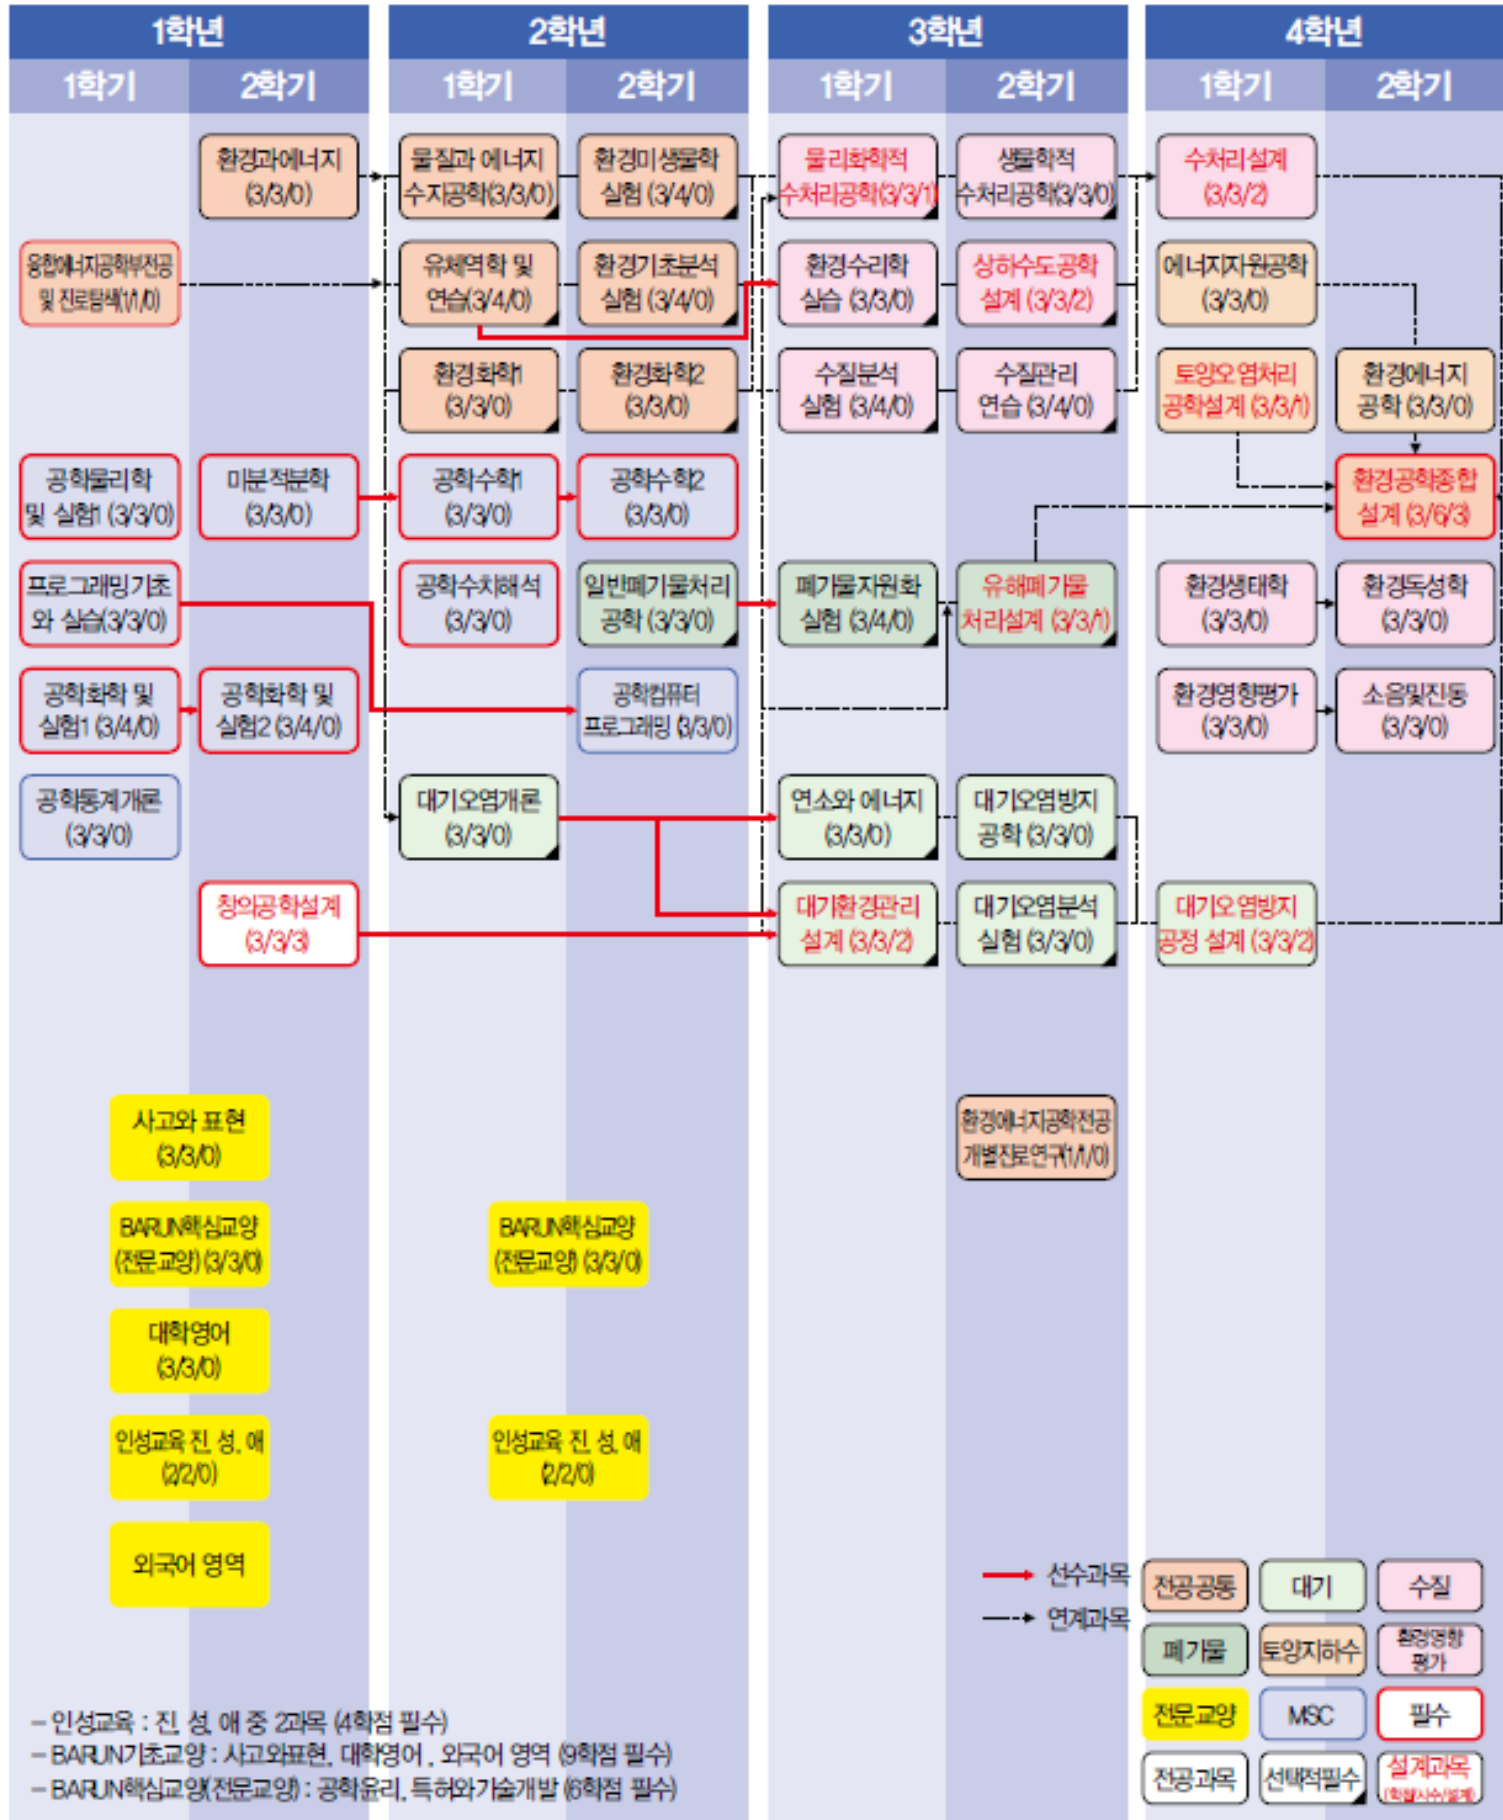 1학년
2학년
3학년
4학년
1학기
2학기
1학기
2학기
1학기
2학기
1학기
2학기
환경과에너지
(3/3/0)
물질과 에너지
수지공학(3/3/0)
환경미생물학
실험 (3/4/0)
물리화학적
수처리공학(3/3/1)
생물학적
수처리공학(3/3/0)
수처리설계
(3/3/2)
융합에너지공학부전공
및 진로탐색(1/1/0)
유체역학 및
연습(3/4/0)
환경기초분석
실험 (3/4/0)
환경수리학
실습 (3/3/0)
상하수도공학
설계 (3/3/2)
에너지자원공학
(3/3/0)
환경화학1
(3/3/0)
환경화학2
(3/3/0)
수질분석
실험 (3/4/0)
수질관리
연습 (3/4/0)
토양오염처리
공학설계 (3/3/1)
환경에너지
공학 (3/3/0)
공학물리학
및 실험1 (3/3/0)
미분적분학
(3/3/0)
공학수학1
(3/3/0)
공학수학2
(3/3/0)
환경공학종합
설계 (3/6/3)
프로그래밍기초
와 실습(3/3/0)
공학수치해석
(3/3/0)
일반폐기물처리
공학 (3/3/0)
폐기물자원화
실험 (3/4/0)
유해폐기물
처리설계 (3/3/1)
환경생태학
(3/3/0)
환경독성학
(3/3/0)
공학화학 및
실험1 (3/4/0)
공학화학 및
실험2 (3/4/0)
공학컴퓨터
프로그래밍 (3/3/0)
환경영향평가
(3/3/0)
소음및진동
(3/3/0)
공학통계개론
(3/3/0)
대기오염개론
(3/3/0)
연소와 에너지
(3/3/0)
대기오염방지
공학 (3/3/0)
창의공학설계
(3/3/3)
대기환경관리
설계 (3/3/2)
대기오염분석
실험 (3/3/0)
대기오염방지
공정 설계 (3/3/2)
사고와 표현
(3/3/0)
환경에너지공학전공
개별진로연구(1/1/0)
BARUN핵심교양
(전문교양) (3/3/0)
BARUN핵심교양
(전문교양) (3/3/0)
대학영어
(3/3/0)
인성교육 진, 성, 애
(2/2/0)
인성교육 진, 성, 애
(2/2/0)
외국어 영역
선수과목
연계과목
전공공통
대기
수질
폐기물
토양지하수
환경영향
평가
전문교양
MSC
필수
전공과목
선택적필수
설계과목
(학점/시수/설계)
– 인성교육 : 진, 성, 애 중 2과목 (4학점 필수)
– BARUN기초교양 : 사고와표현, 대학영어 , 외국어 영역 (9학점 필수)
– BARUN핵심교양(전문교양) : 공학윤리, 특허와기술개발 (6학점 필수)